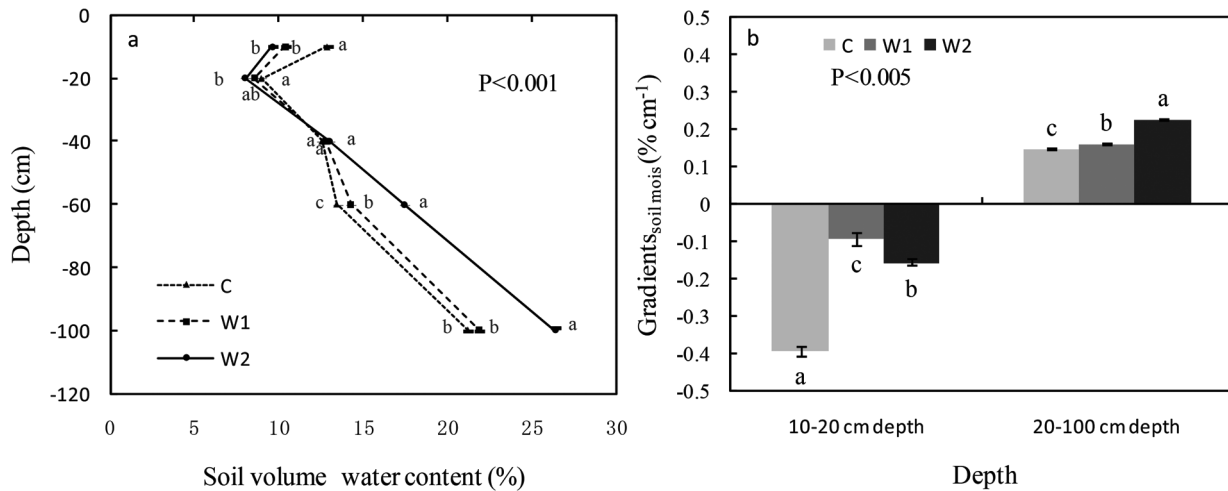 a
P<0.001
b b a
b ab a
a a a
c b a
b b a
C
W1
W2
0
-20
-40
-60
-80
-100
-120
0 5 10 15 20 25 30
Depth (cm)
Soil volume water content (%)
b
C W1 W2
P<0.005
0.5
0.4
0.3
0.2
0.1
0
-0.1
-0.2
-0.3
-0.4
-0.5
a c b
c b a
10-20 cm depth 20-100 cm depth
Gradients soil mois (% cm-1)
Depth